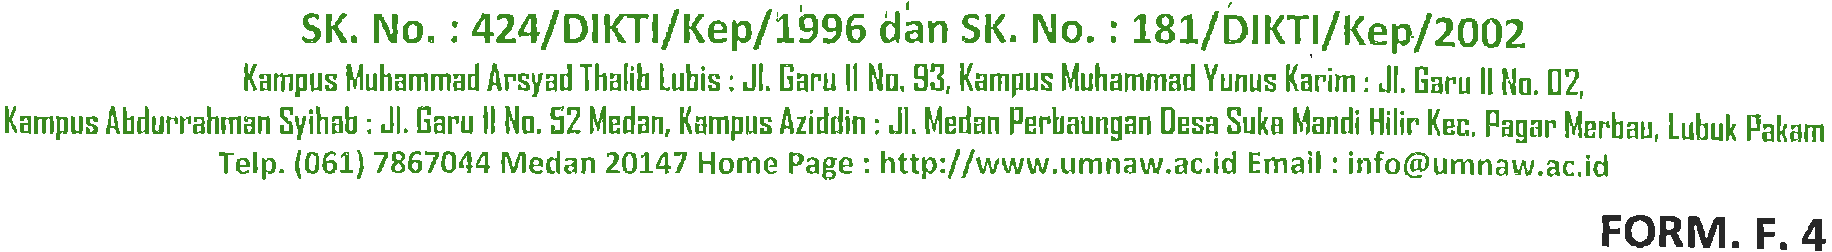 SK. No. : 424/DIKTI/Kep/1996 dan SK. No. : 181/DIKTI/Kep/2002
Kampus Muhammad Arsyad Thalib Lubis : Jl. Garu II No. 93, Kampus Muhammad Yunus Karim : Jl. Garu II No. 02,
Kampus Abdurrahman Syihab : Jl. Garu II No. 52 Medan, Kampus Aziddin : Jl. Medan Perbaungan Desa Suka Mandi Hilir Kec. Pagar Merbau, Lubuk Pakam
Telp. (061) 7867044 Medan 20147 Home Page : http://www.umnaw.ac.id Email : info@umnaw.ac.id
FORM. F. 4